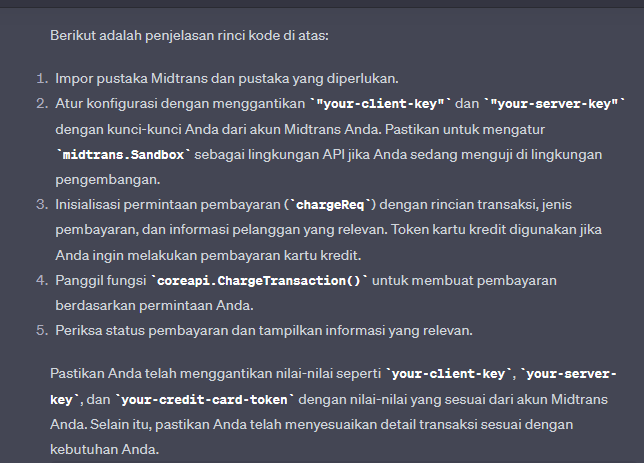 Berikut adalah penjelasan rinci kode di atas:
1. Impor pustaka Midtrans dan pustaka yang diperlukan.
2. Atur konfigurasi dengan menggantikan `"your-client-key"` dan `"your-server-key"`
dengan kunci-kunci Anda dari akun Midtrans Anda. Pastikan untuk mengatur
`midtrans.Sandbox` sebagai lingkungan API jika Anda sedang menguji di lingkungan
pengembangan.
3. Inisialisasi permintaan pembayaran (`chargeReq`) dengan rincian transaksi, jenis
pembayaran, dan informasi pelanggan yang relevan. Token kartu kredit digunakan jika
Anda ingin melakukan pembayaran kartu kredit.
4. Panggil fungsi `coreapi.ChargeTransaction()` untuk membuat pembayaran
berdasarkan permintaan Anda.
5. Periksa status pembayaran dan tampilkan informasi yang relevan.
Pastikan Anda telah menggantikan nilai-nilai seperti `your-client-key`, `your-server-
key`, dan `your-credit-card-token` dengan nilai-nilai yang sesuai dari akun Midtrans
Anda. Selain itu, pastikan Anda telah menyesuaikan detail transaksi sesuai dengan
kebutuhan Anda.